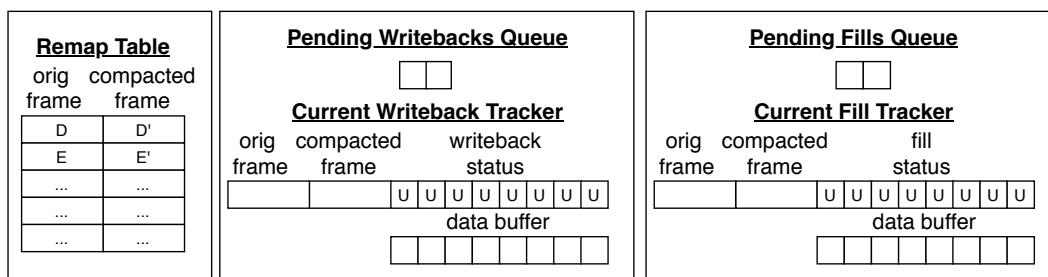 Remap Table
orig compacted
frame frame
D D'
E E'
... ...
... ...
... ...
Pending Writebacks Queue
Current Writeback Tracker
orig compacted writeback
frame frame status
U U U U U U U U
data buffer
Pending Fills Queue
Current Fill Tracker
orig compacted fill
frame frame status
U U U U U U U U
data buffer